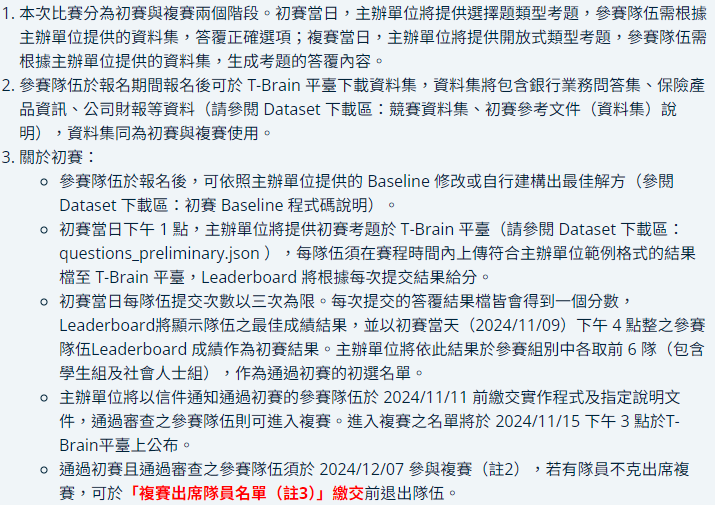 1. 本次比賽分為初賽與複賽兩個階段。初賽當日，主辦單位將提供選擇題類型考題，參賽隊伍需根據
主辦單位提供的資料集，答覆正確選項；複賽當日，主辦單位將提供開放式類型考題，參賽隊伍需
根據主辦單位提供的資料集，生成考題的答覆內容。
2. 參賽隊伍於報名期間報名後可於 T-Brain 平臺下載資料集，資料集將包含銀行業務問答集、保險產
品資訊、公司財報等資料（請參閱 Dataset 下載區：競賽資料集、初賽參考文件（資料集）說
明），資料集同為初賽與複賽使用。
3. 關於初賽：
○ 參賽隊伍於報名後，可依照主辦單位提供的 Baseline 修改或自行建構出最佳解方（參閱
Dataset 下載區：初賽 Baseline 程式碼說明）。
○ 初賽當日下午 1 點，主辦單位將提供初賽考題於 T-Brain 平臺（請參閱 Dataset 下載區：
questions_preliminary.json ），每隊伍須在賽程時間內上傳符合主辦單位範例格式的結果
檔至 T-Brain 平臺，Leaderboard 將根據每次提交結果給分。
○ 初賽當日每隊伍提交次數以三次為限。每次提交的答覆結果檔皆會得到一個分數，
Leaderboard將顯示隊伍之最佳成績結果，並以初賽當天（2024/11/09）下午 4 點整之參賽
隊伍Leaderboard 成績作為初賽結果。主辦單位將依此結果於參賽組別中各取前 6 隊（包含
學生組及社會人士組），作為通過初賽的初選名單。
○ 主辦單位將以信件通知通過初賽的參賽隊伍於 2024/11/11 前繳交實作程式及指定說明文
件，通過審查之參賽隊伍則可進入複賽。進入複賽之名單將於 2024/11/15 下午 3 點於T-
Brain平臺上公布。
○ 通過初賽且通過審查之參賽隊伍須於 2024/12/07 參與複賽（註2），若有隊員不克出席複
賽，可於「複賽出席隊員名單（註3）」繳交前退出隊伍。